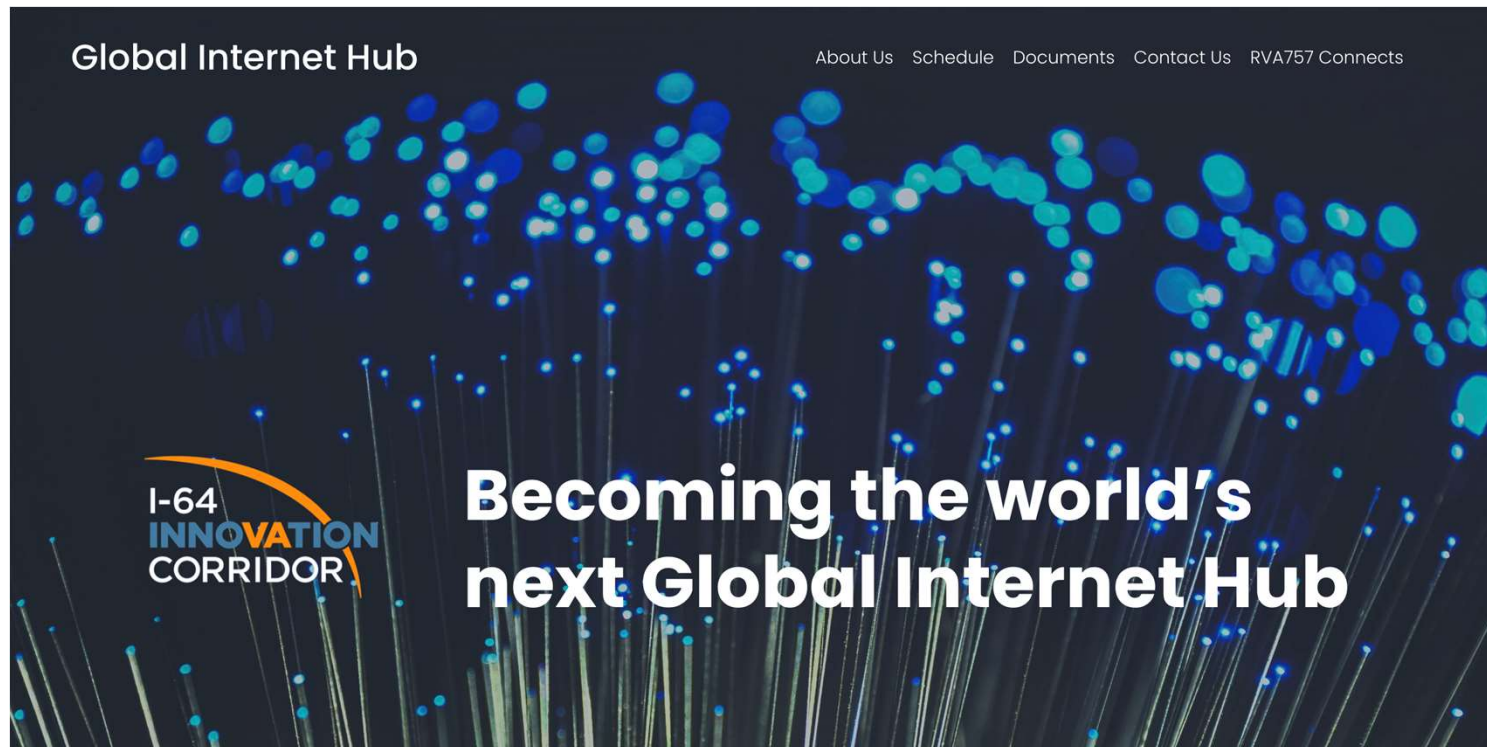 Global Internet Hub
About Us Schedule Documents Contact Us RVA757 Connects
I-64
INNOVATION
CORRIDOR
Becoming the world's
next Global Internet Hub